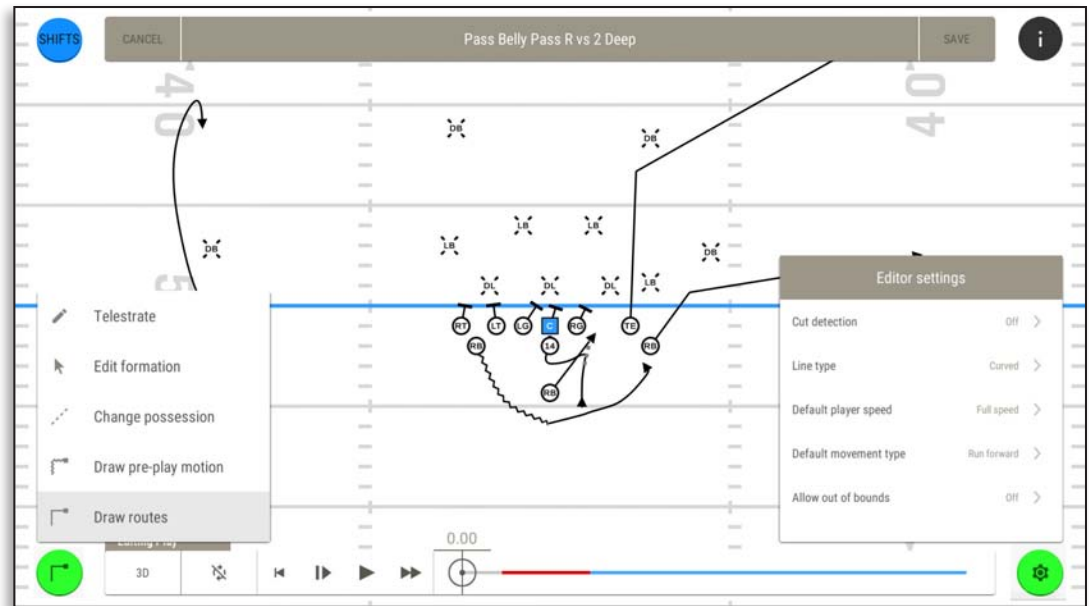 SHIFTS
CANCEL
Pass Belly Pass R vs 2 Deep
SAVE
i
40
40
DB
DB
LB
LB
DB
LB
DB
DL
DL
DL
LB
RT
LT
LG
C
RG
TE
RB
14
RB
RB
Telestrate
Edit formation
Change possession
Draw pre-play motion
Draw routes
Editor settings
Cut detection Off
Line type Curved
Default player speed Full speed
Default movement type Run forward
Allow out of bounds Off
Editing Play
0.00
3D